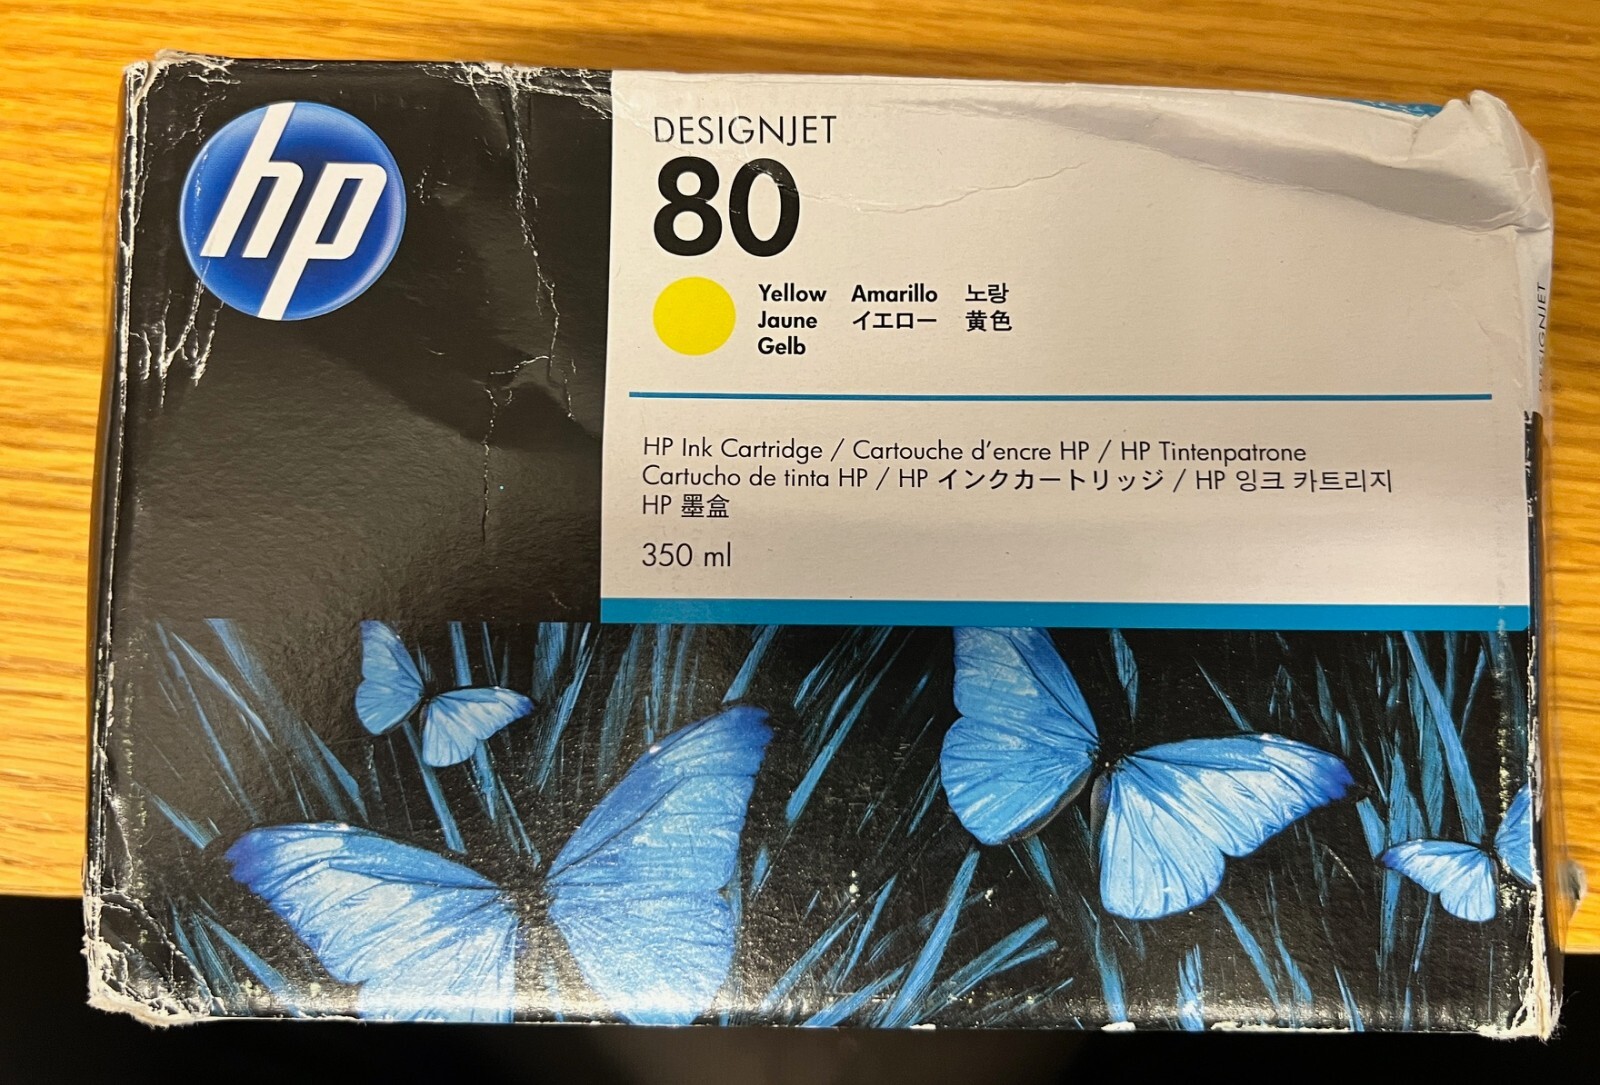 hp
DESIGNJET
80
Yellow Amarillo 노랑
Jaune イエロー 黄色
Gelb
HP Ink Cartridge / Cartouche d'encre HP / HP Tintenpatrone
Cartucho de tinta HP / HP インクカートリッジ / HP 잉크 카트리지
HP 墨盒
350 ml
DESIGNJET